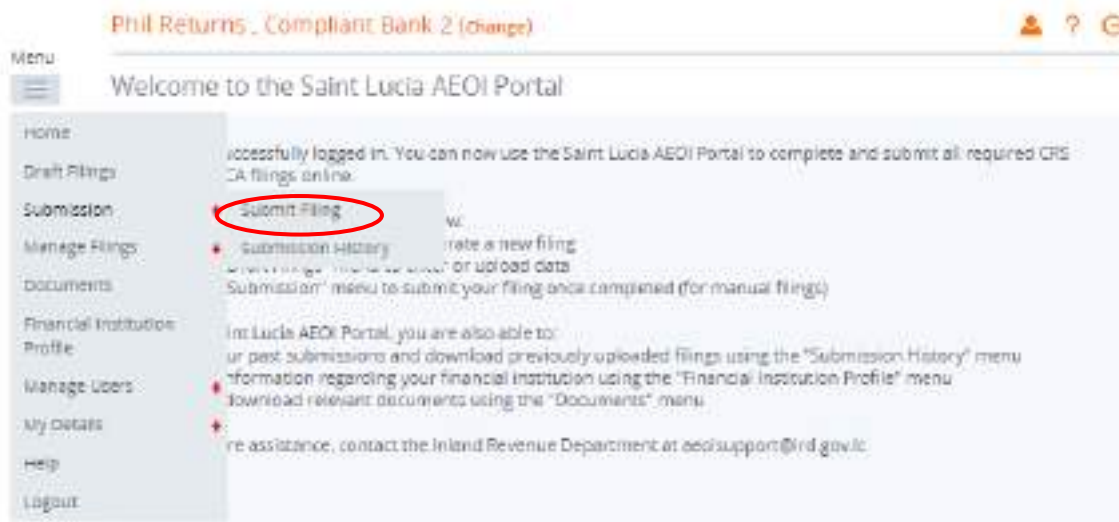 Phil Returns , Compliant Bank 2 (change)
?
Menu
Welcome to the Saint Lucia AEOI Portal
Home
Draft Filings
Submission
Manage Filings
Documents
Financial Institution
Profile
Manage Users
My Details
Help
Logout
Submit Filing
Submission History
uccessfully logged in. You can now use the Saint Lucia AEOI Portal to complete and submit all required CRS
CA filings online.
w:
rate a new filing
or upload data
Submission" menu to submit your filing once completed (for manual filings)
int Lucia AEOI Portal, you are also able to:
ur past submissions and download previously uploaded filings using the "Submission History" menu
nformation regarding your financial institution using the "Financial Institution Profile" menu
download relevant documents using the "Documents" menu
re assistance, contact the Inland Revenue Department at aeoisupport@ird.gov.lc